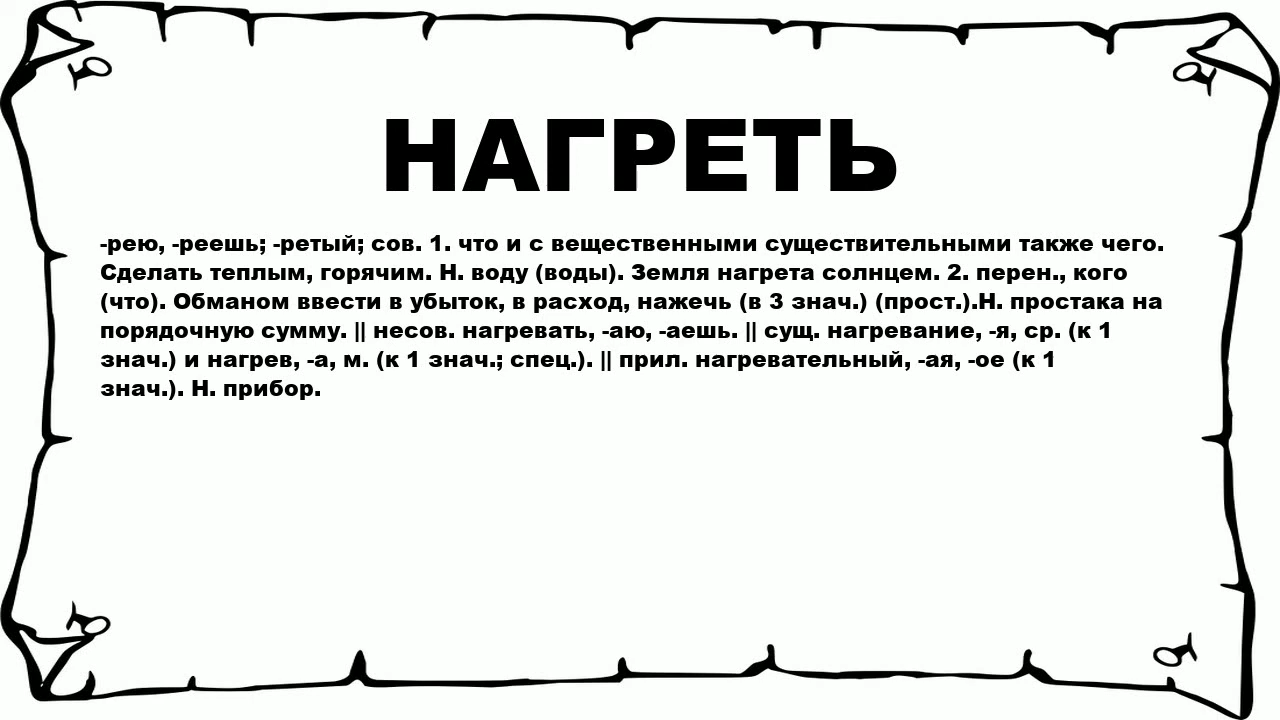 НАГРЕТЬ
-рею, -реешь; -ретый; сов. 1. что и с вещественными существительными также чего.
Сделать теплым, горячим. Н. воду (воды). Земля нагрета солнцем. 2. перен., кого
(что). Обманом ввести в убыток, в расход, нажечь (в 3 знач.) (прост.).Н. простака на
порядочную сумму. || несов. нагревать, -аю, -аешь. || сущ. нагревание, -я, ср. (к 1
знач.) и нагрев, -а, м. (к 1 знач.; спец.). || прил. нагревательный, -ая, -ое (к 1
знач.). Н. прибор.